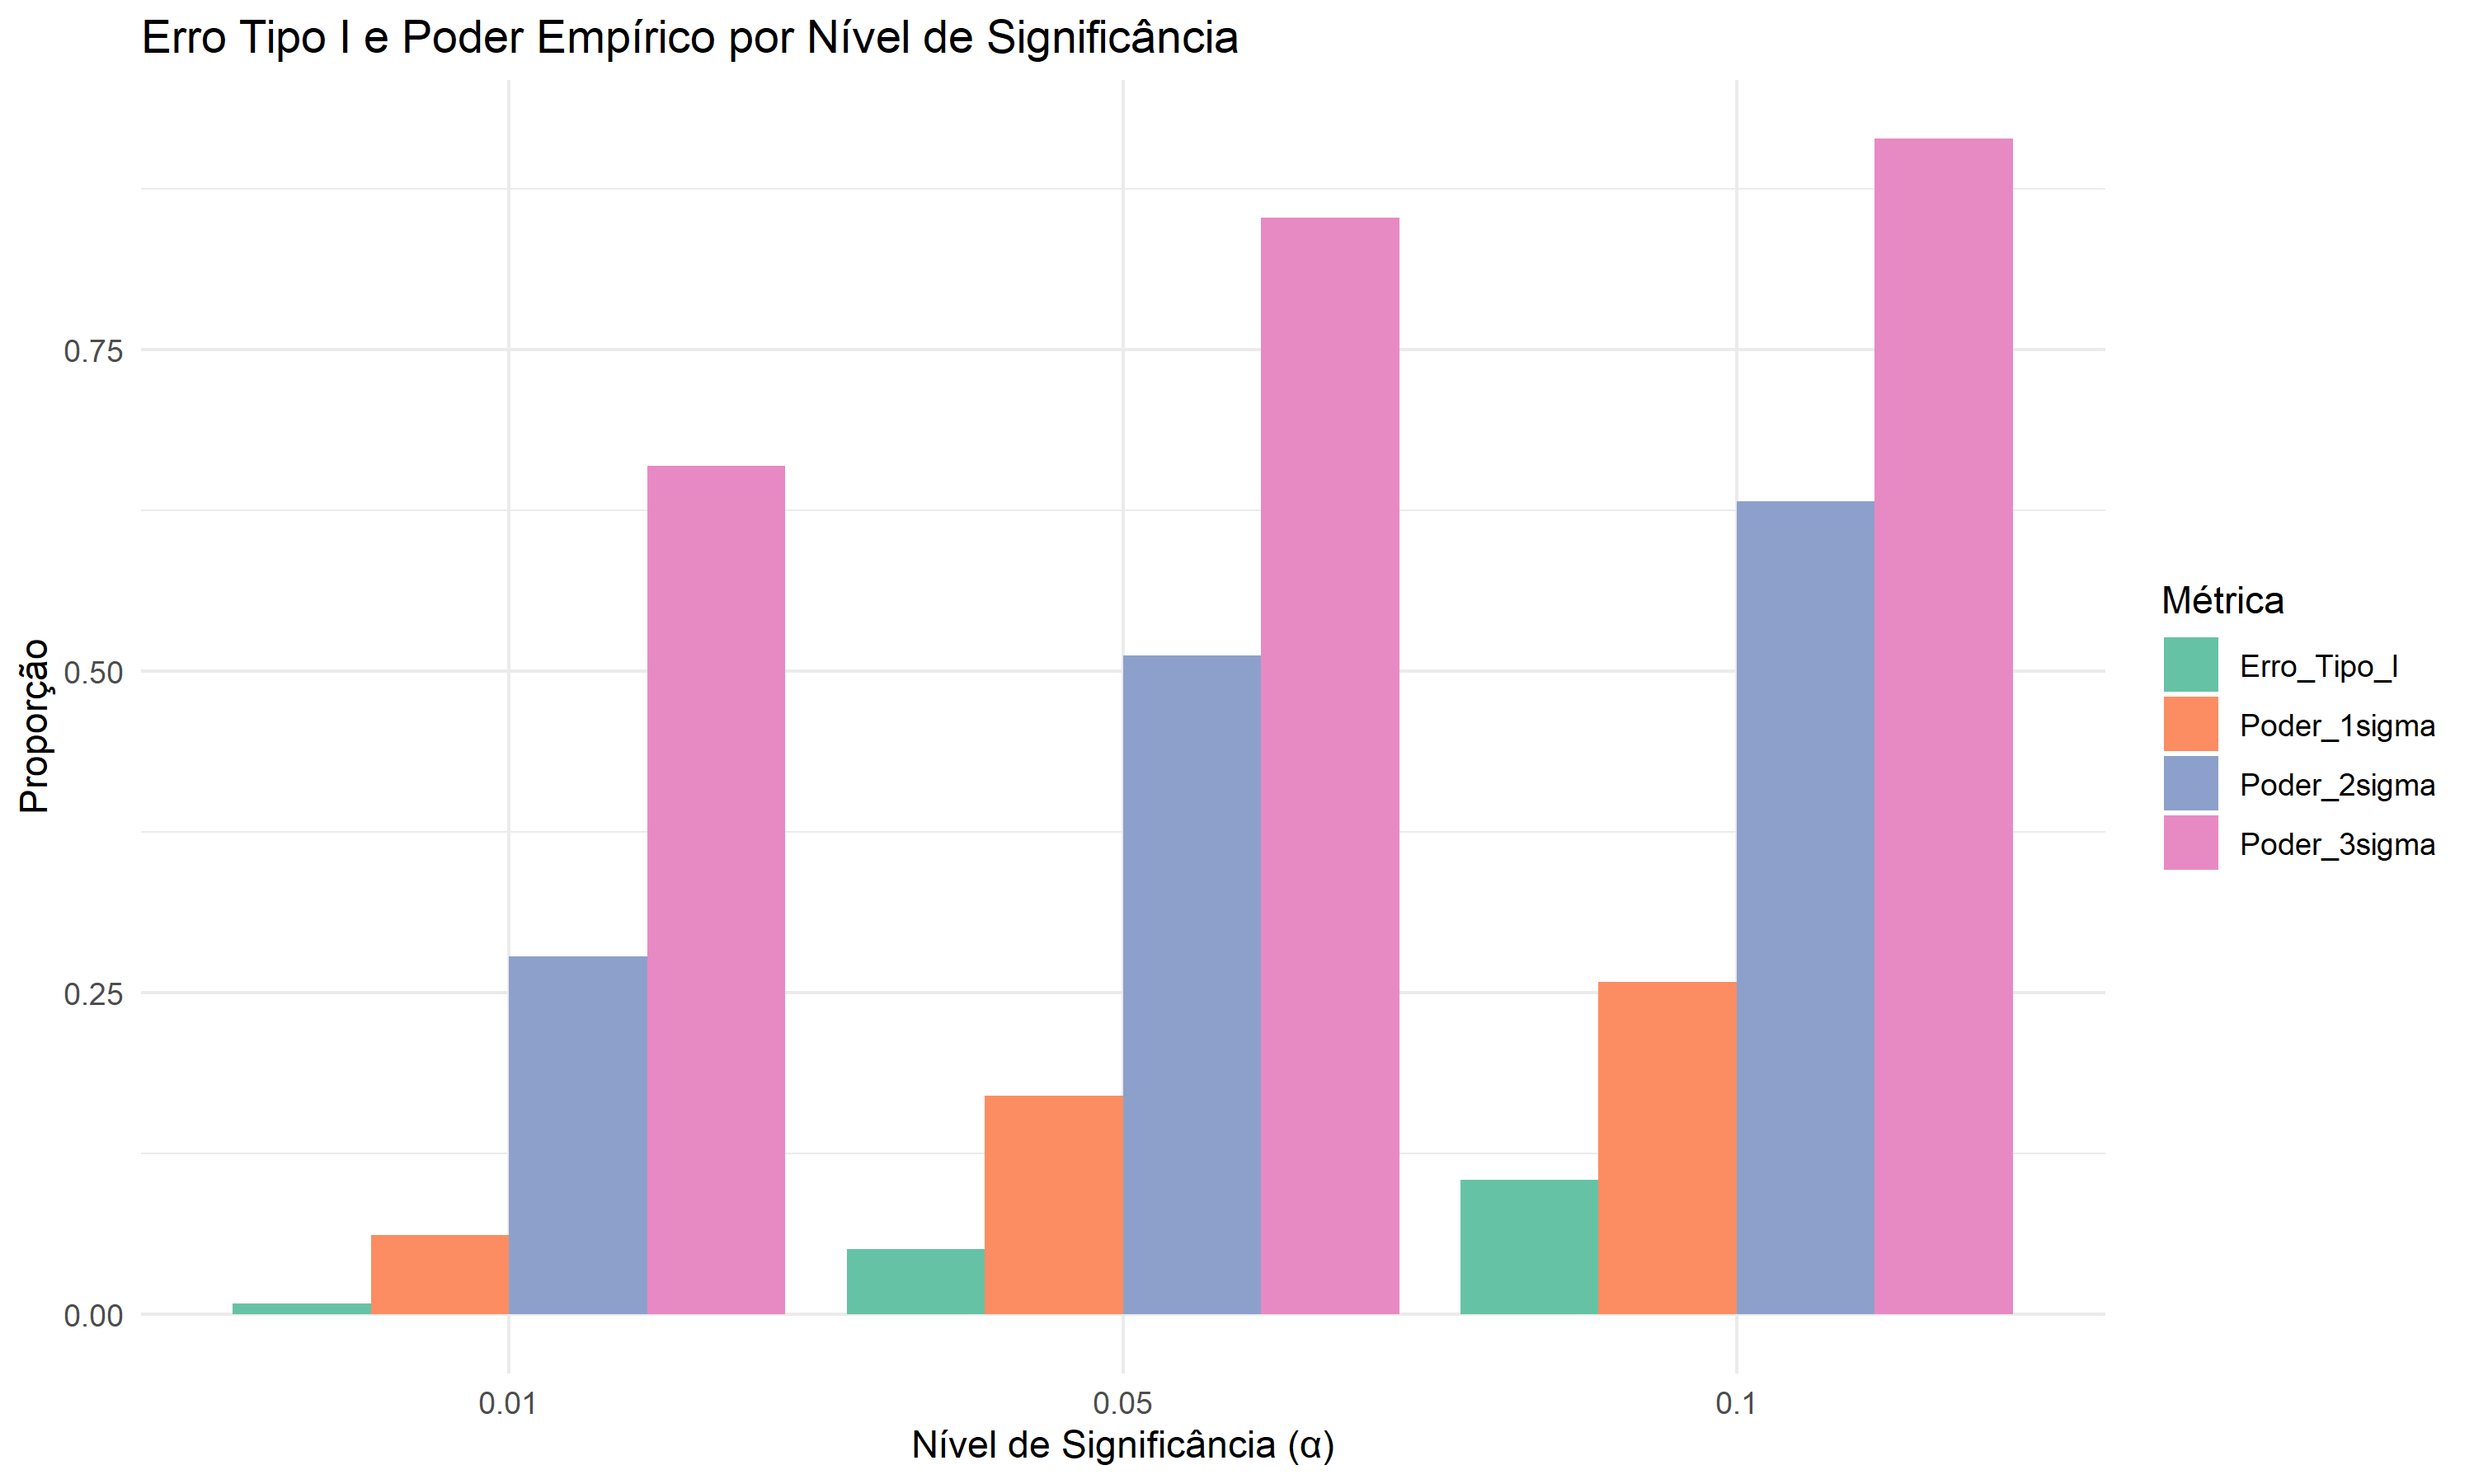 Erro Tipo I e Poder Empírico por Nível de Significância
Proporção
0.75
0.50
0.25
0.00
0.01
0.05
0.1
Nível de Significância (α)
Métrica
Erro_Tipo_I
Poder_1sigma
Poder_2sigma
Poder_3sigma